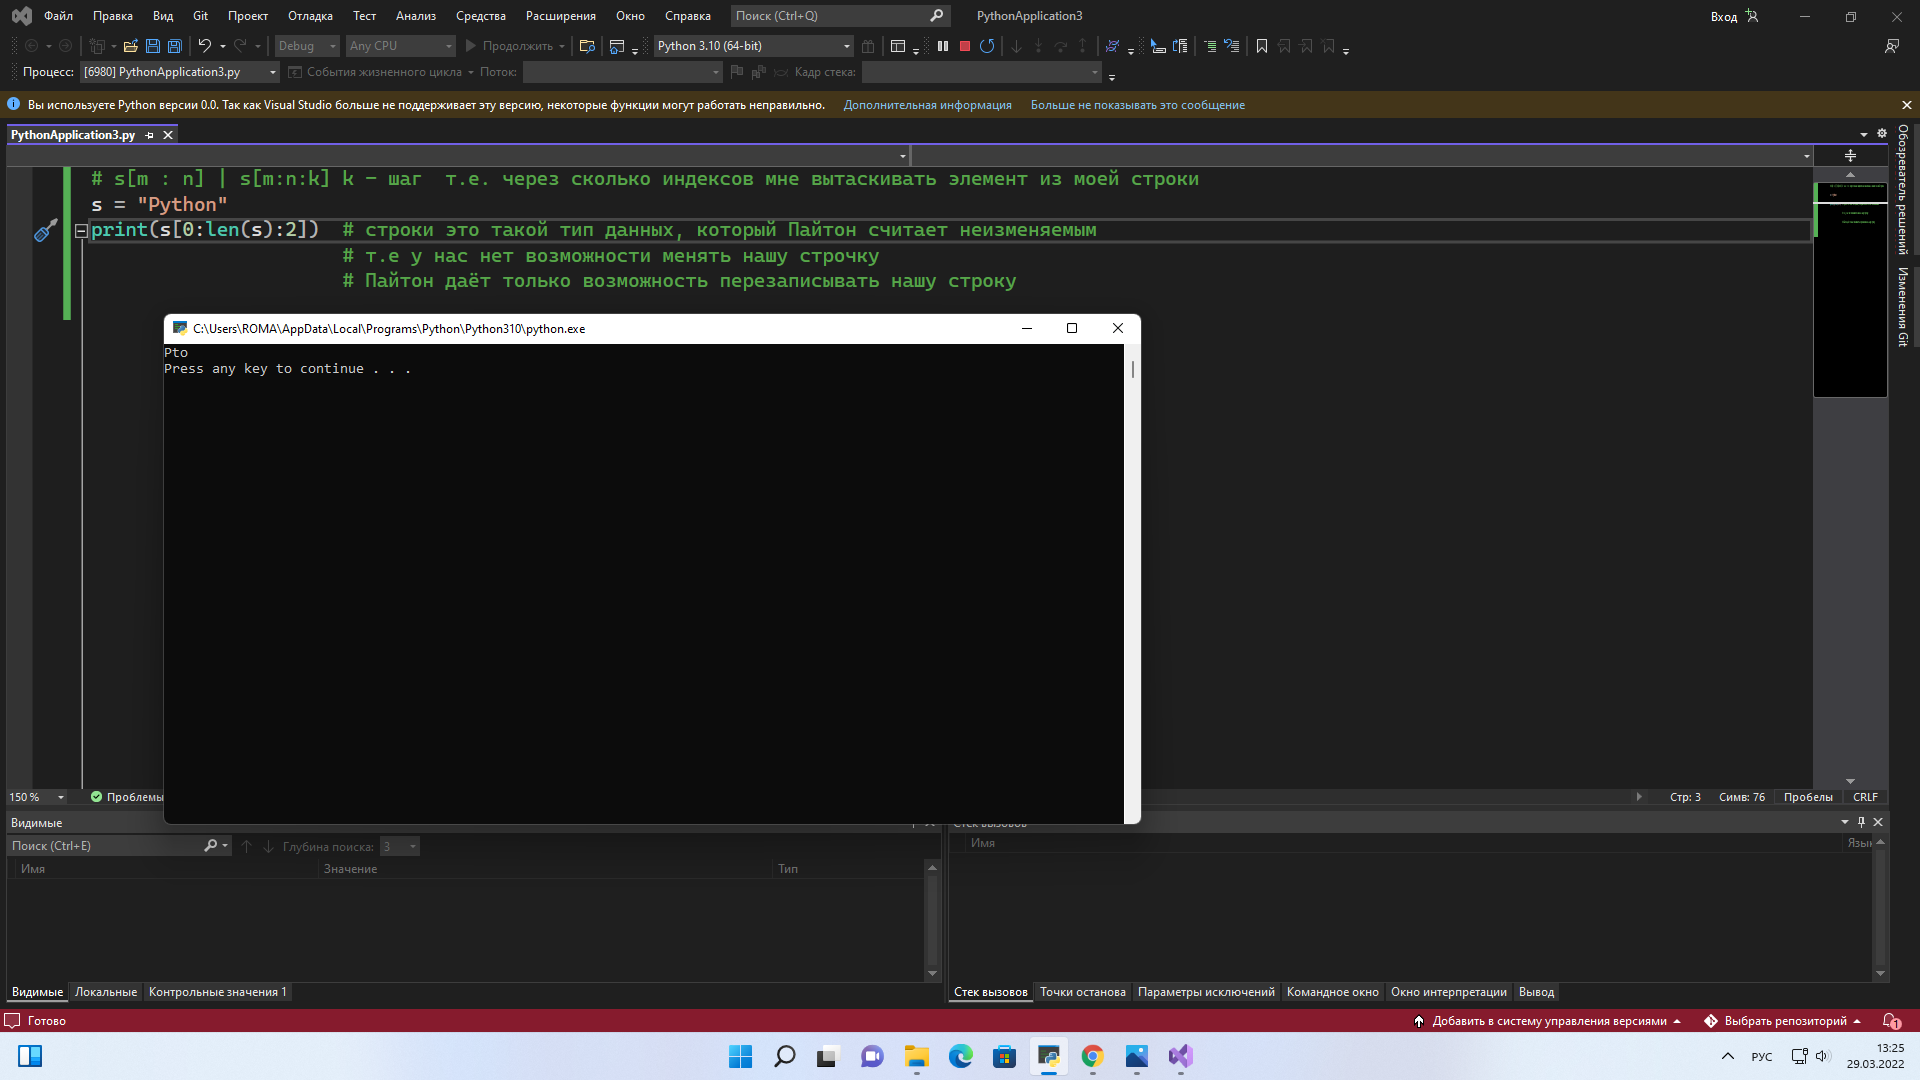 Файл Правка Вид Git Проект Отладка Тест Анализ Средства Расширения Окно Справка Поиск (Ctrl+Q) PythonApplication3 Вход
Debug Any CPU Продолжить Python 3.10 (64-bit)
Процесс: [6980] PythonApplication3.py События жизненного цикла Поток: Кадр стека:
Вы используете Python версии 0.0. Так как Visual Studio больше не поддерживает эту версию, некоторые функции могут работать неправильно. Дополнительная информация Больше не показывать это сообщение
PythonApplication3.py
# s[m : n] | s[m:n:k] k - шаг т.е. через сколько индексов мне вытаскивать элемент из моей строки
s = "Python"
print(s[0:len(s):2]) # строки это такой тип данных, который Пайтон считает неизменяемым
# т.е у нас нет возможности менять нашу строчку
# Пайтон даёт только возможность перезаписывать нашу строку
Обозреватель решений
Изменения Git
C:\Users\ROMA\AppData\Local\Programs\Python\Python310\python.exe
Pto
Press any key to continue . . .
150 % Проблемы Стр: 3 Симв: 76 Пробелы CRLF
Видимые
Стек вызовов
Поиск (Ctrl+E) Глубина поиска: 3
Имя Значение Тип
Имя Язык
Видимые Локальные Контрольные значения 1
Стек вызовов Точки останова Параметры исключений Командное окно Окно интерпретации Вывод
Готово Добавить в систему управления версиями Выбрать репозиторий 1
РУС 13:25
29.03.2022